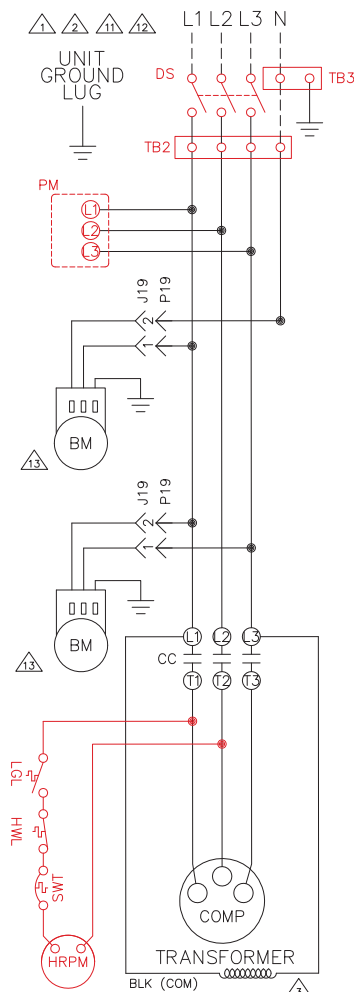 L1 L2 L3 N
1 2 11 12
UNIT
GROUND
LUG
DS
TB3
TB2
PM
L1
L2
L3
J19 P19
2
1
BM
13
J19 P19
2
1
BM
13
L1 L2 L3
CC
T1 T2 T3
LGL
HWL
SWT
COMP
HRPM
TRANSFORMER
BLK (COM)
3